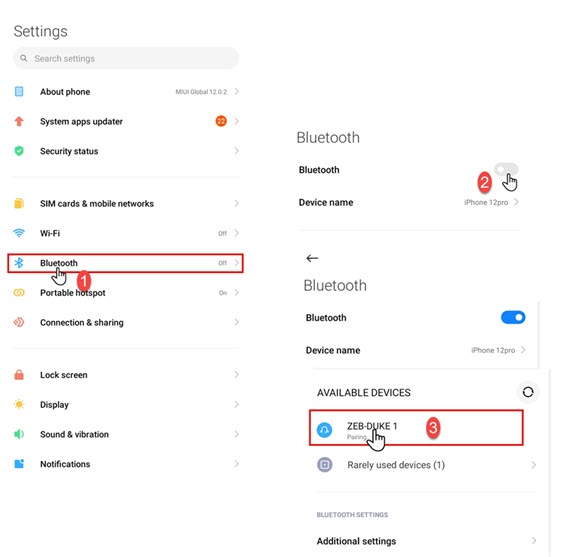 Settings
Search settings
About phone MIUI Global 12.0.2
System apps updater 22
Security status
SIM cards & mobile networks
Wi-Fi Off
Bluetooth Off
1
Portable hotspot On
Connection & sharing
Lock screen
Display
Sound & vibration
Notifications
Bluetooth
Bluetooth
2
Device name iPhone 12pro
Bluetooth
Bluetooth
Device name iPhone 12pro
AVAILABLE DEVICES
ZEB-DUKE 1
3
Pairing...
Rarely used devices (1)
BLUETOOTH SETTINGS
Additional settings